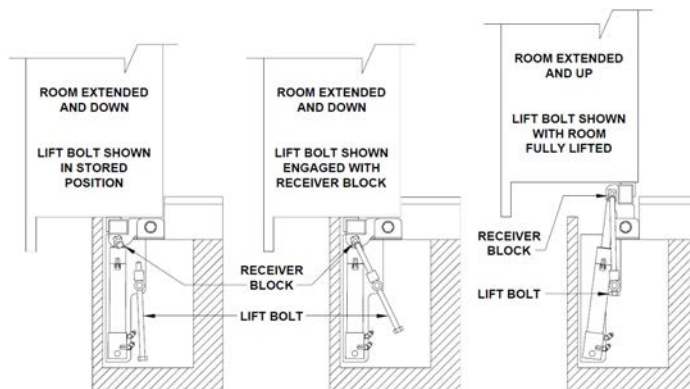 ROOM EXTENDED
AND DOWN
LIFT BOLT SHOWN
IN STORED
POSITION
ROOM EXTENDED
AND DOWN
LIFT BOLT SHOWN
ENGAGED WITH
RECEIVER BLOCK
ROOM EXTENDED
AND UP
LIFT BOLT SHOWN
WITH ROOM
FULLY LIFTED
RECEIVER
BLOCK
LIFT BOLT
RECEIVER
BLOCK
LIFT BOLT